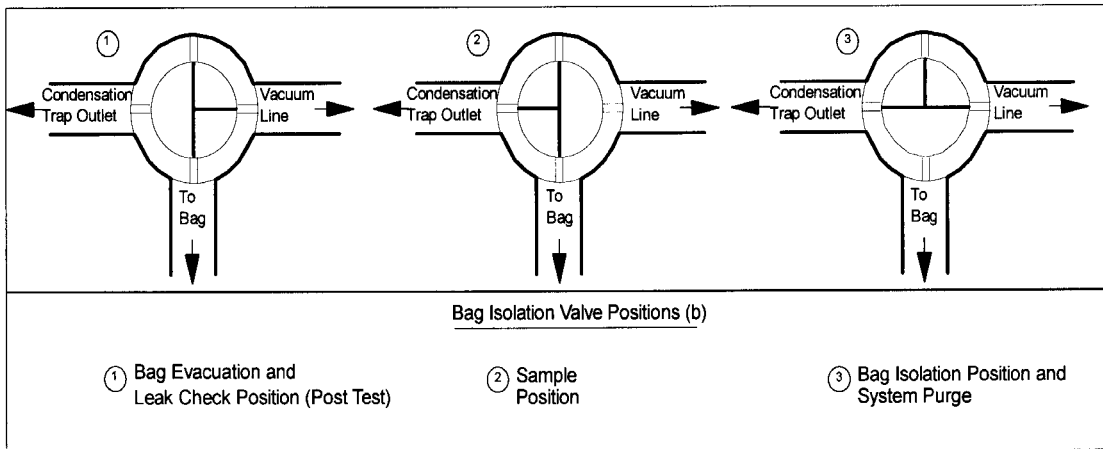 1
Condensation
Trap Outlet
Vacuum
Line
To
Bag
2
Condensation
Trap Outlet
Vacuum
Line
To
Bag
3
Condensation
Trap Outlet
Vacuum
Line
To
Bag
Bag Isolation Valve Positions (b)
1 Bag Evacuation and
Leak Check Position (Post Test)
2 Sample
Position
3 Bag Isolation Position and
System Purge